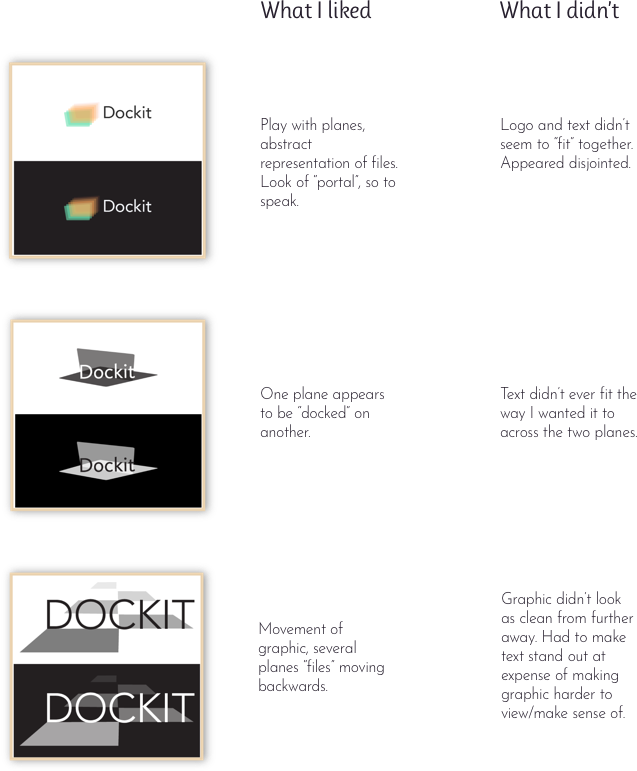 What I liked
What I didn't
Dockit
Dockit
Play with planes,
abstract
representation of files.
Look of "portal", so to
speak.
Logo and text didn't
seem to "fit" together.
Appeared disjointed.
Dockit
Dockit
One plane appears
to be "docked" on
another.
Text didn't ever fit the
way I wanted it to
across the two planes.
DOCKIT
DOCKIT
Movement of
graphic, several
planes "files" moving
backwards.
Graphic didn't look
as clean from further
away. Had to make
text stand out at
expense of making
graphic harder to
view/make sense of.